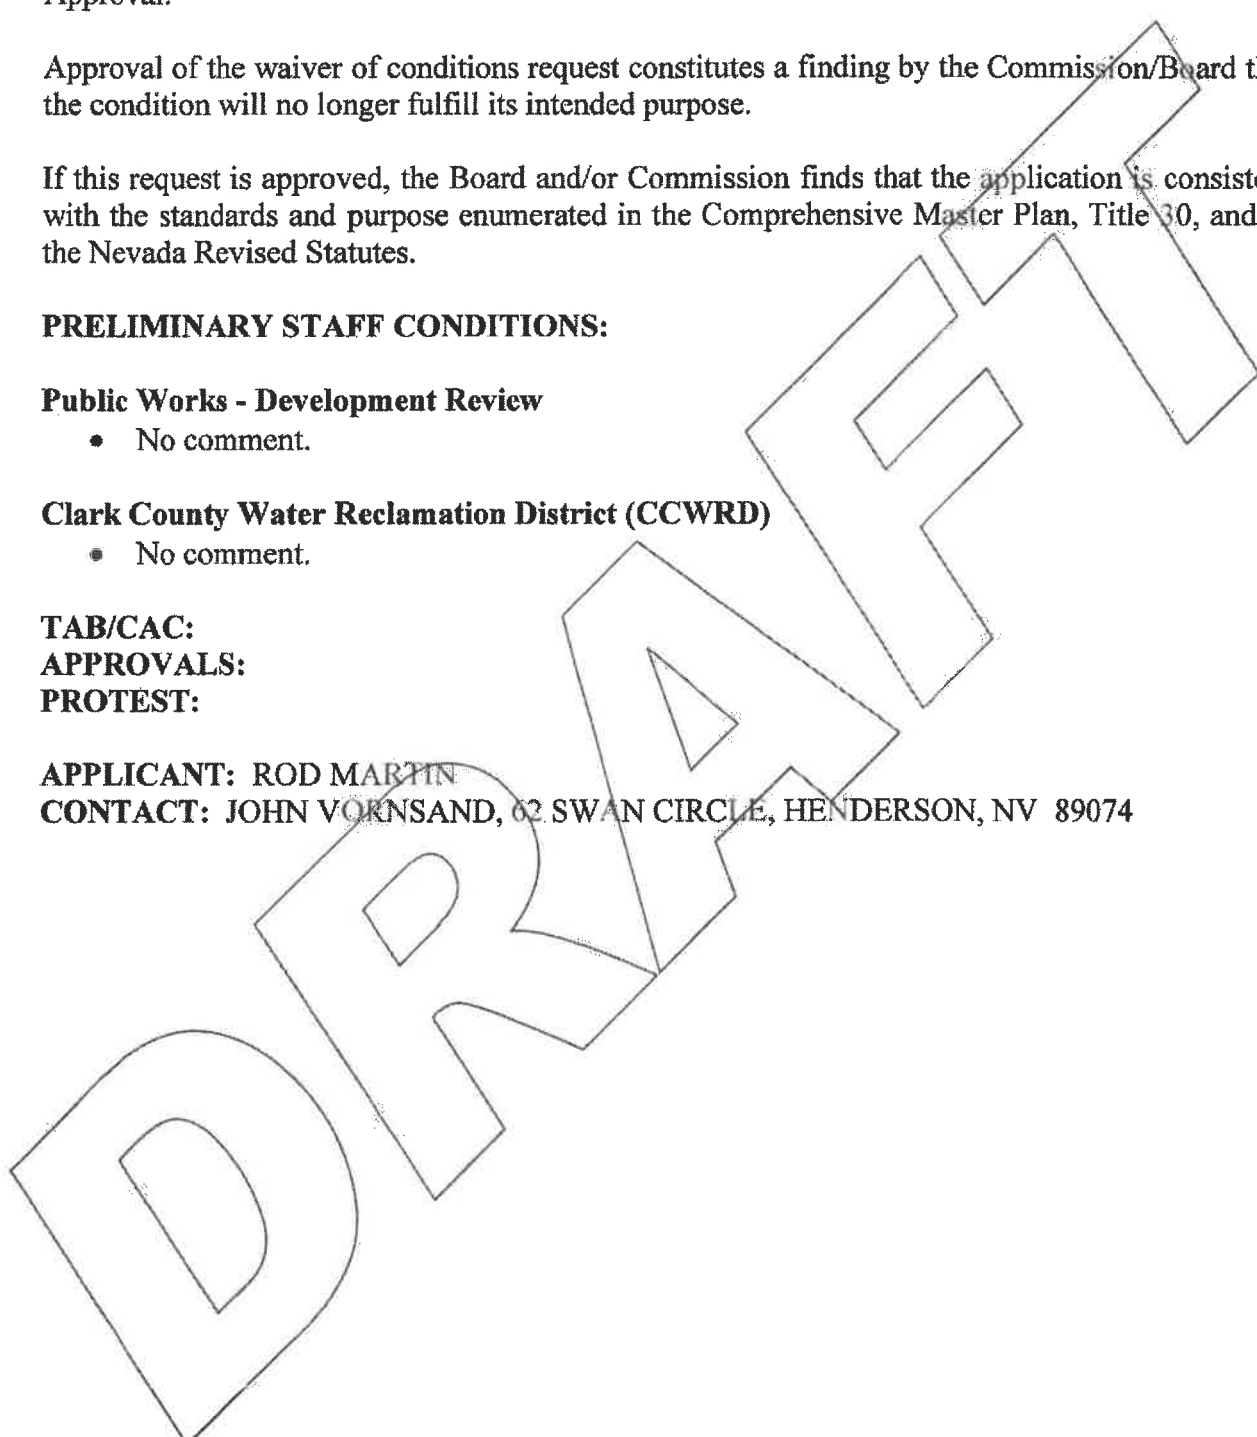 Approval.
Approval of the waiver of conditions request constitutes a finding by the Commission/Board
the condition will no longer fulfill its intended purpose.
If this request is approved, the Board and/or Commission finds that the application is
with the standards and purpose enumerated in the Comprehensive Master Plan, Title 30, and
the Nevada Revised Statutes.
PRELIMINARY STAFF CONDITIONS:
Public Works - Development Review
• No comment.
Clark County Water Reclamation District (CCWRD)
• No comment.
TAB/CAC:
APPROVALS:
PROTEST:
APPLICANT: ROD MARTIN
CONTACT: JOHN VORNSAND, 62 SWAN CIRCLE, HENDERSON, NV 89074
DRAFT